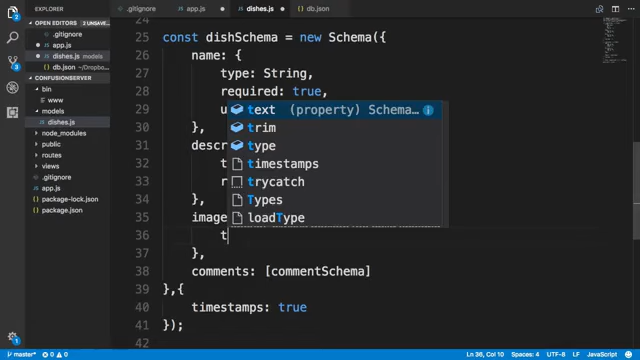 EXPLORER
.gitignore
app.js
dishes.js
db.json
OPEN EDITORS 2 UNSAV...
.gitignore
app.js
dishes.js models
db.json ~/Dropbo...
CONFUSIONSERVER
bin
www
models
dishes.js
node_modules
public
routes
views
.gitignore
app.js
package-lock.json
package.json
24
25 const dishSchema = new Schema({
26 name: {
27 type: String,
28 required: true,
29 u
30 },
31 descr
32 t
33 r
34 },
35 image
36 t
37 },
38 comments: [commentSchema]
39 },{
40 timestamps: true
41 });
42
text (property) Schema...
trim
type
timestamps
trycatch
Types
loadType
master*
0
0
Ln 36, Col 10
Spaces: 4
UTF-8
LF
JavaScript